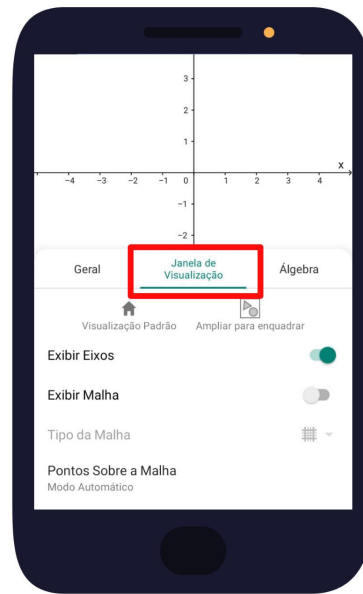 3
2
1
x
-4 -3 -2 -1 0 1 2 3 4
-1
-2
Geral
Janela de
Visualização
Álgebra
Visualização Padrão
Ampliar para enquadrar
Exibir Eixos
Exibir Malha
Tipo da Malha
Pontos Sobre a Malha
Modo Automático